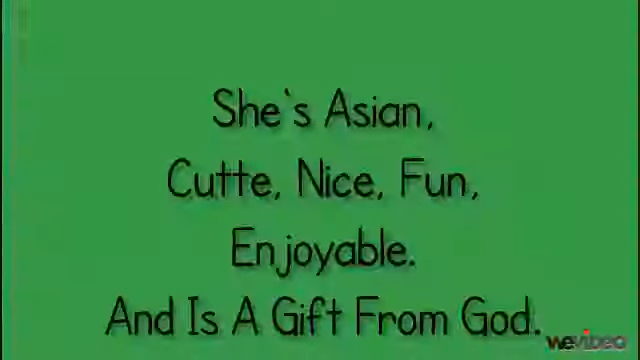 She's Asian,
Cutte, Nice, Fun,
Enjoyable.
And Is A Gift From God.
wevideo